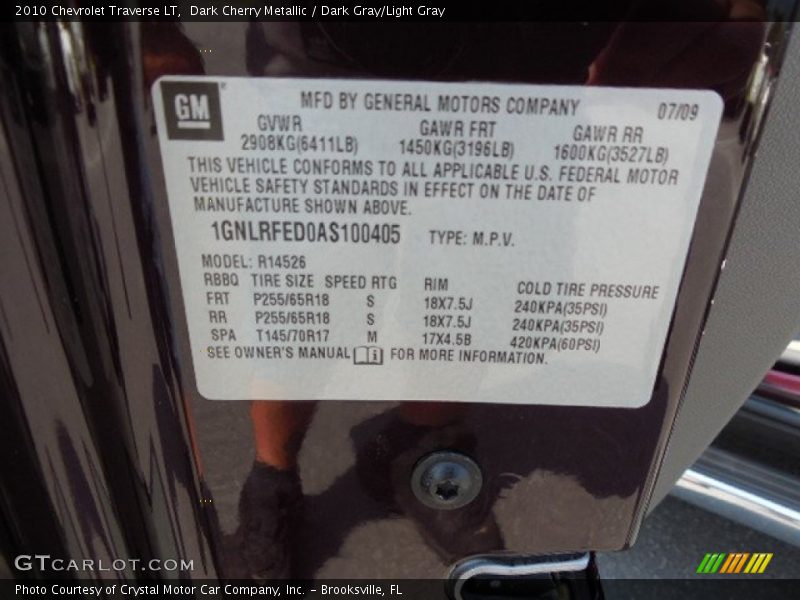 2010 Chevrolet Traverse LT,  Dark Cherry Metallic / Dark Gray/Light Gray
GM
MFD BY GENERAL MOTORS COMPANY 07/09
GVWR GAWR FRT GAWR RR
2908KG(6411LB) 1450KG(3196LB) 1600KG(3527LB)
THIS VEHICLE CONFORMS TO ALL APPLICABLE U.S. FEDERAL MOTOR
VEHICLE SAFETY STANDARDS IN EFFECT ON THE DATE OF
MANUFACTURE SHOWN ABOVE.
1GNLRFED0AS100405 TYPE: M.P.V.
MODEL: R14526
RBBQ TIRE SIZE SPEED RTG RIM COLD TIRE PRESSURE
FRT P255/65R18 S 18X7.5J 240KPA(35PSI)
RR P255/65R18 S 18X7.5J 240KPA(35PSI)
SPA T145/70R17 M 17X4.5B 420KPA(60PSI)
SEE OWNER'S MANUAL i FOR MORE INFORMATION.
GTCARLOT.COM
Photo Courtesy of Crystal Motor Car Company, Inc. – Brooksville, FL